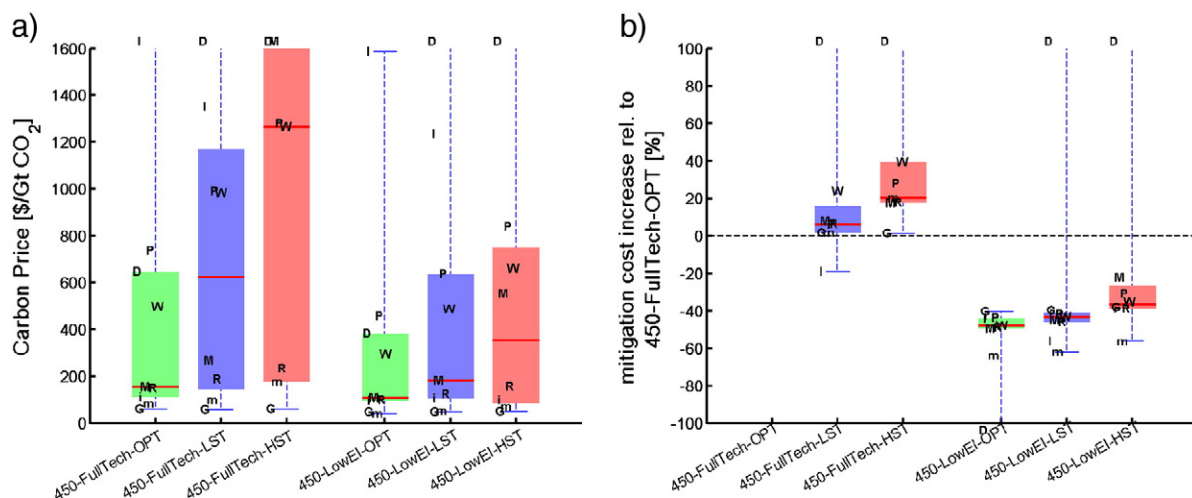 a)
Carbon Price [$/Gt CO2]
1600
1400
1200
1000
800
600
400
200
0
I
D
P
W
M
R
i
m
G
D
I
P
W
M
R
m
G
D
M
P
W
R
m
G
I
P
D
W
M
R
i
G
m
D
I
P
W
M
R
i
G
m
D
P
W
M
R
i
m
G
450-FullTech-OPT
450-FullTech-LST
450-FullTech-HST
450-LowEI-OPT
450-LowEI-LST
450-LowEI-HST
b)
mitigation cost increase rel. to
450-FullTech-OPT [%]
100
80
60
40
20
0
-20
-40
-60
-80
-100
D
W
M
P
R
G
m
I
D
W
P
M
R
G
G
P
W
M
R
m
D
D
G
W
M
R
I
m
D
M
P
W
G
R
m
450-FullTech-OPT
450-FullTech-LST
450-FullTech-HST
450-LowEI-OPT
450-LowEI-LST
450-LowEI-HST